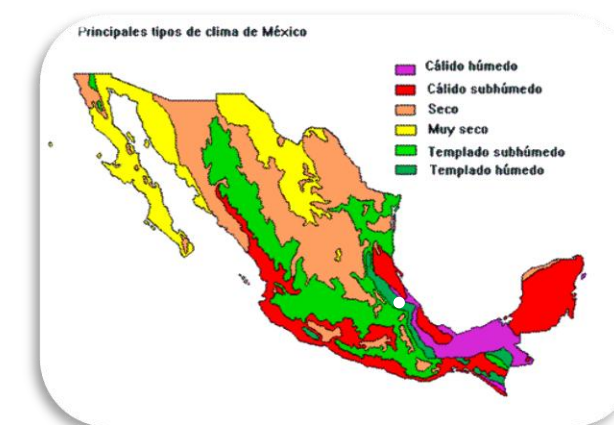 Principales tipos de clima de México
Cálido húmedo
Cálido subhúmedo
Seco
Muy seco
Templado subhúmedo
Templado húmedo